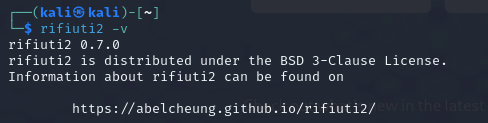 ┌──(kali㉿kali)-[~]
└─$ rifiuti2 -v
rifiuti2 0.7.0
rifiuti2 is distributed under the BSD 3-Clause License.
Information about rifiuti2 can be found on
https://abelcheung.github.io/rifiuti2/